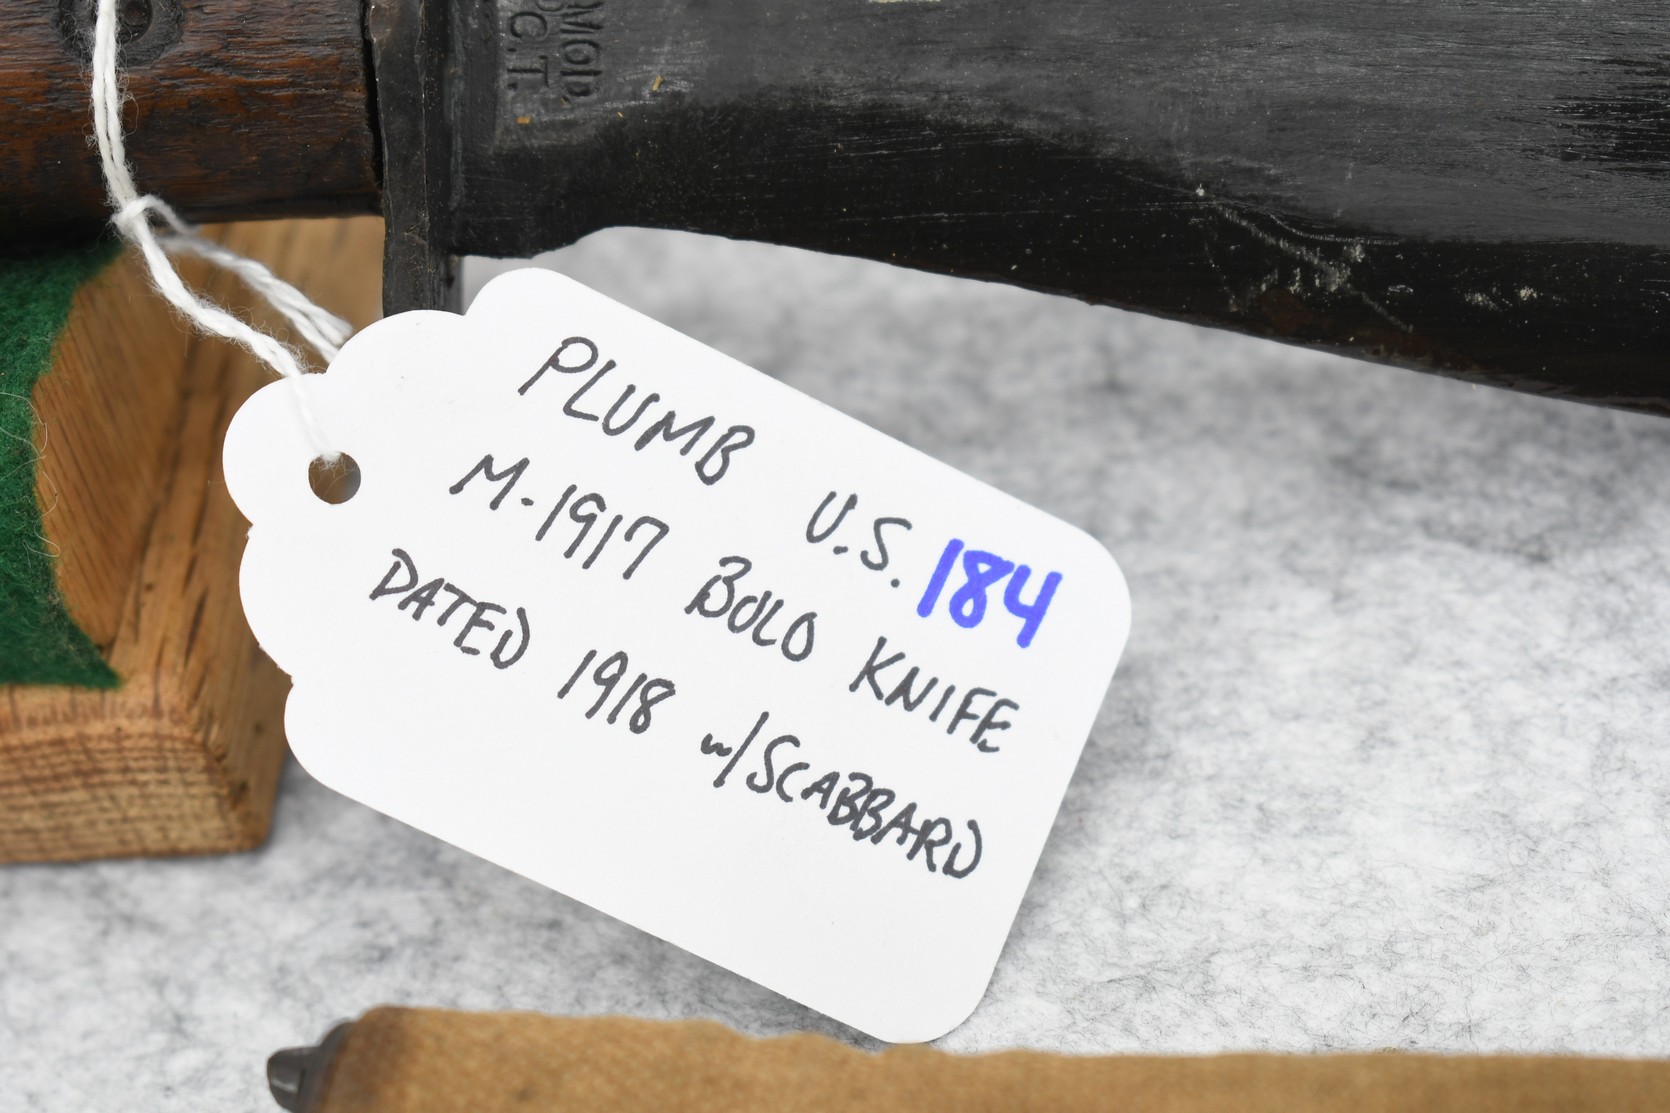 C.T.
PLUMB U.S. 184
M-1917 BOLO KNIFE
DATED 1918 w/SCABBARD